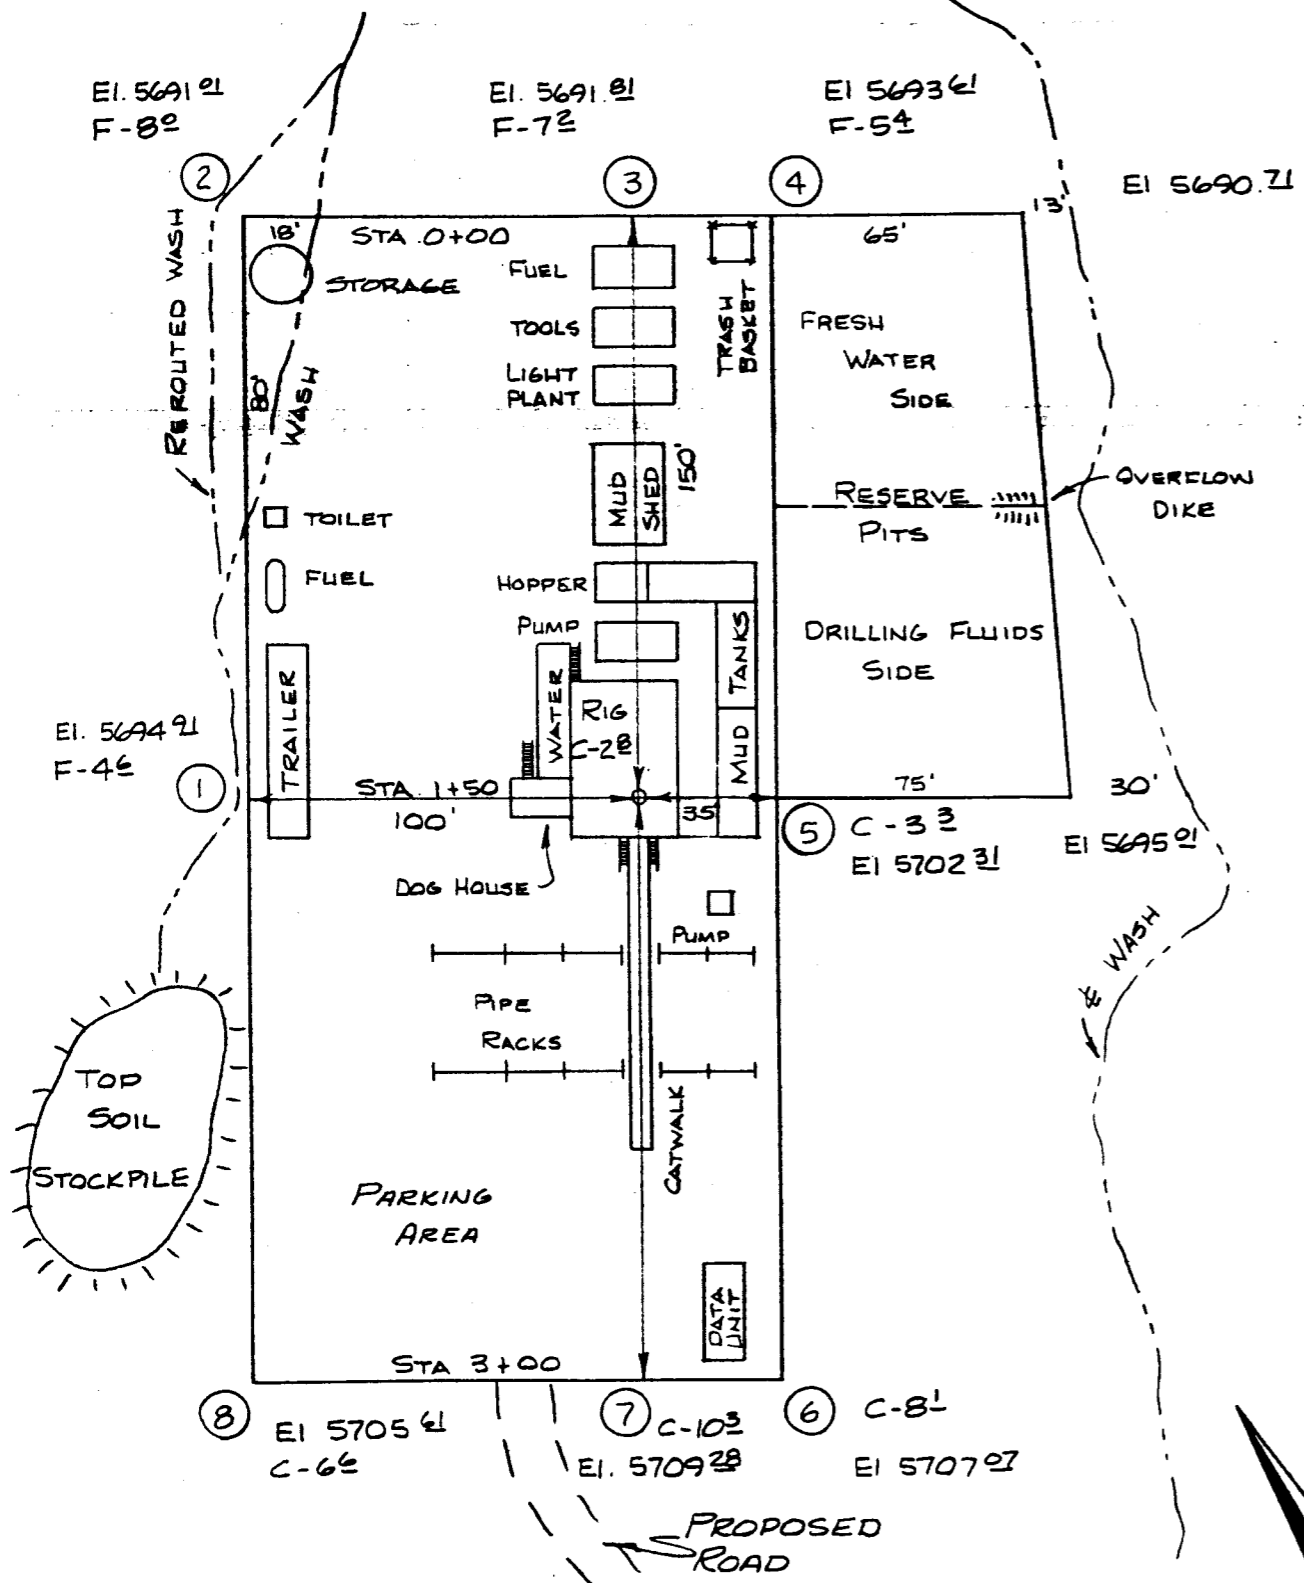 El. 5691.01
F-8.0
El. 5691.81
F-7.2
El 5693.61
F-5.4
2
3
4
El 5690.71
13'
18'
STA. 0+00
65'
FUEL
STORAGE
TOOLS
TRASH
BASKET
FRESH
WATER
SIDE
LIGHT
PLANT
REROUTED WASH
80'
WASH
MUD
SHED
150'
RESERVE
PITS
OVERFLOW
DIKE
TOILET
FUEL
HOPPER
PUMP
TANKS
DRILLING FLUIDS
SIDE
TRAILER
WATER
RIG
C-2.8
MUD
El. 5694.91
F-4.6
1
STA. 1+50
100'
35'
75'
30'
5
C-3.3
El 5702.31
El 5695.01
DOG HOUSE
PUMP
℄ WASH
PIPE
RACKS
TOP
SOIL
STOCKPILE
CATWALK
PARKING
AREA
DATA
UNIT
STA 3+00
8
El 5705.61
C-6.6
7
C-10.3
El. 5709.28
6
C-8.1
El 5707.07
PROPOSED
ROAD